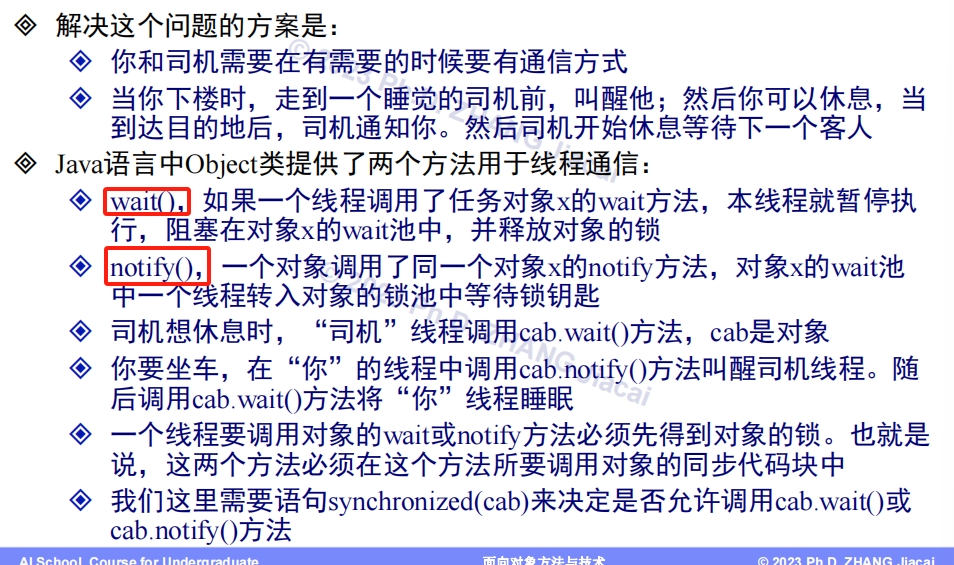 解决这个问题的方案是：
你和司机需要在有需要的时候要有通信方式
当你下楼时，走到一个睡觉的司机前，叫醒他；然后你可以休息，当
到达目的地后，司机通知你。然后司机开始休息等待下一个客人
Java语言中Object类提供了两个方法用于线程通信：
wait()，如果一个线程调用了任务对象x的wait方法，本线程就暂停执
行，阻塞在对象x的wait池中，并释放对象的锁
notify()，一个对象调用了同一个对象x的notify方法，对象x的wait池
中一个线程转入对象的锁池中等待锁钥匙
司机想休息时，“司机”线程调用cab.wait()方法，cab是对象
你要坐车，在“你”的线程中调用cab.notify()方法叫醒司机线程。随
后调用cab.wait()方法将“你”线程睡眠
一个线程要调用对象的wait或notify方法必须先得到对象的锁。也就是
说，这两个方法必须在这个方法所要调用对象的同步代码块中
我们这里需要语句synchronized(cab)来决定是否允许调用cab.wait()或
cab.notify()方法
AI School, Course for Undergraduate 面向对象方法与技术 © 2023 Ph.D. ZHANG Jiacai
© 2023 Ph.D. ZHANG Jiacai
© 2023 Ph.D. ZHANG Jiacai